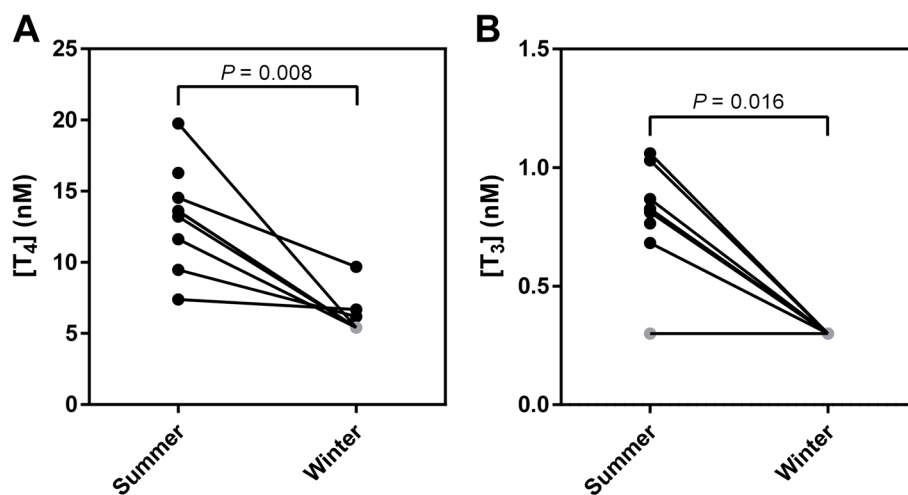 A
25
20
15
10
5
0
[T4] (nM)
P = 0.008
Summer
Winter
B
1.5
1.0
0.5
0.0
[T3] (nM)
P = 0.016
Summer
Winter